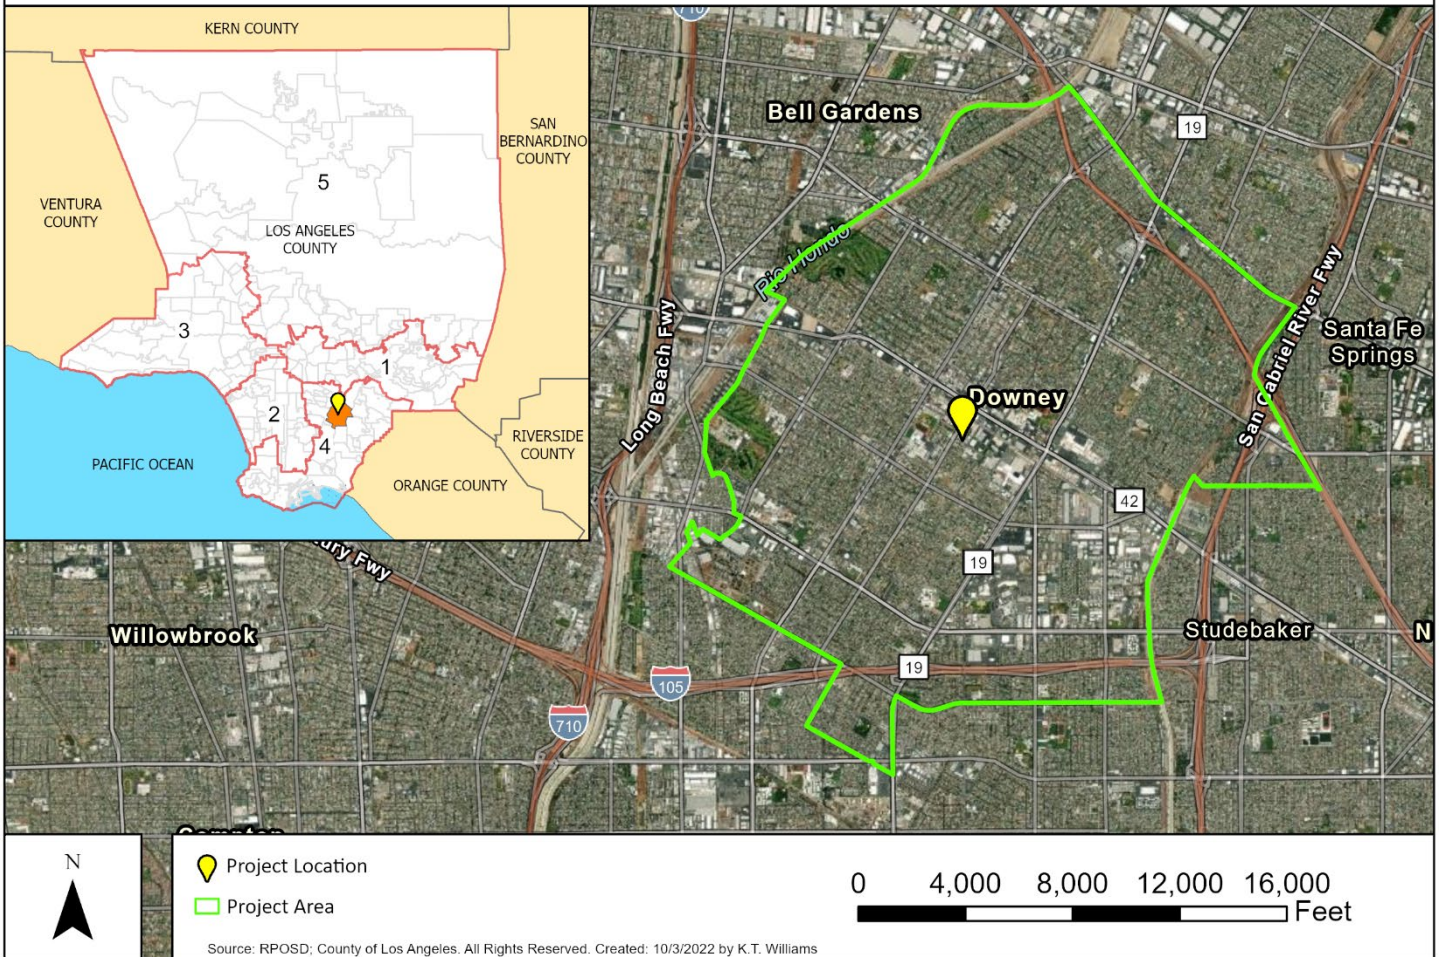 KERN COUNTY
SAN
BERNARDINO
COUNTY
VENTURA
COUNTY
5
LOS ANGELES
COUNTY
3
1
2
4
PACIFIC OCEAN
RIVERSIDE
COUNTY
ORANGE COUNTY
710
Bell Gardens
19
Rio Hondo
Long Beach Fwy
San Gabriel River Fwy
Santa Fe
Springs
Downey
42
19
Willowbrook
Studebaker
N
19
105
710
N
Project Location
Project Area
0 4,000 8,000 12,000 16,000
Feet
Source: RPOSD; County of Los Angeles. All Rights Reserved. Created: 10/3/2022 by K.T. Williams